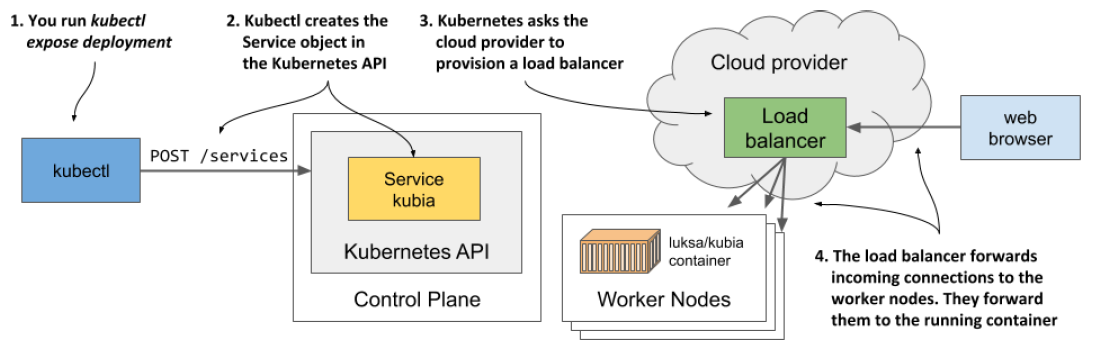 1. You run kubectl
expose deployment
2. Kubectl creates the
Service object in
the Kubernetes API
3. Kubernetes asks the
cloud provider to
provision a load balancer
Cloud provider
Load
balancer
web
browser
kubectl
POST /services
Service
kubia
Kubernetes API
Control Plane
luksa/kubia
container
Worker Nodes
4. The load balancer forwards
incoming connections to the
worker nodes. They forward
them to the running container